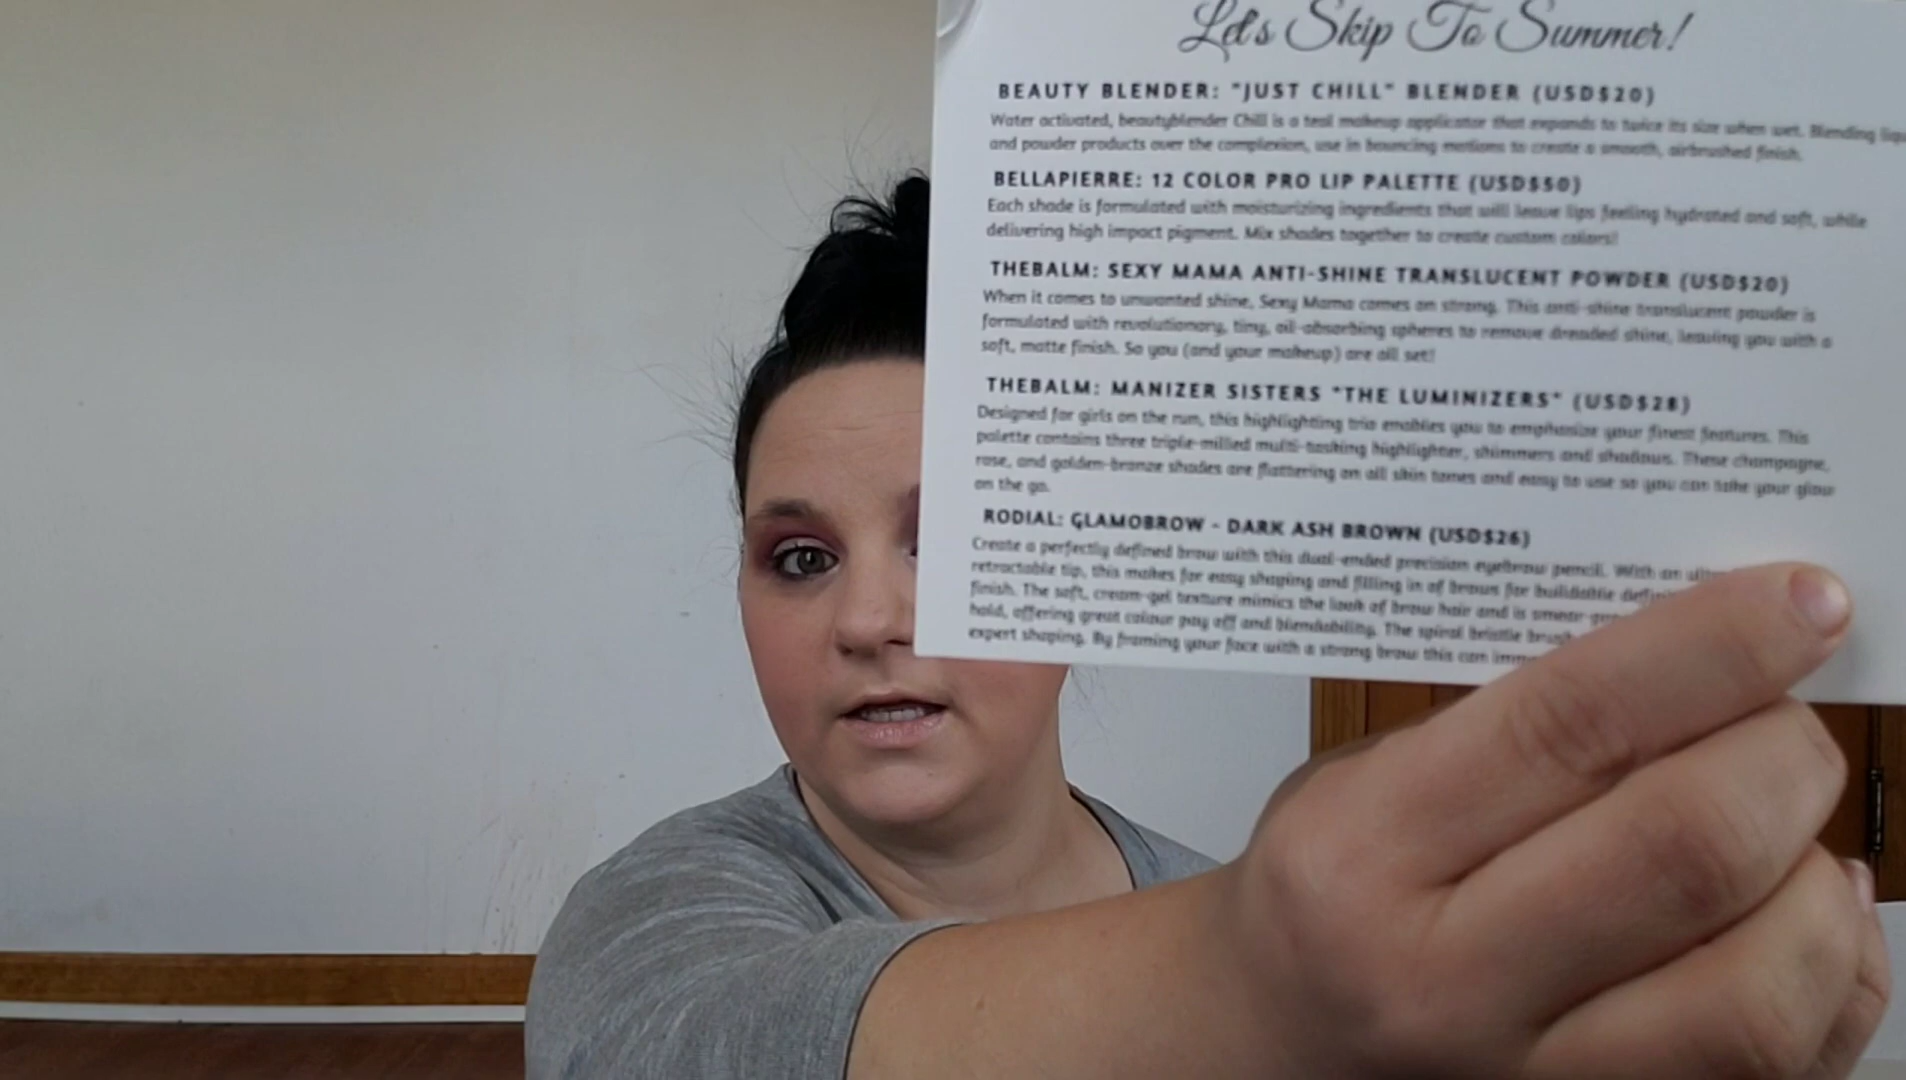 Let's Skip To Summer!
BEAUTY BLENDER: "JUST CHILL" BLENDER (USD$20)
Water activated, beautyblender Chill is a teal makeup applicator that expands to twice its size when wet. Blending
and powder products over the complexion, use in bouncing motions to create a smooth, airbrushed finish.
BELLAPIERRE: 12 COLOR PRO LIP PALETTE (USD$50)
Each shade is formulated with moisturizing ingredients that will leave lips feeling hydrated and soft, while
delivering high impact pigment. Mix shades together to create custom colors!
THEBALM: SEXY MAMA ANTI-SHINE TRANSLUCENT POWDER (USD$20)
When it comes to unwanted shine, Sexy Mama comes on strong. This anti-shine translucent powder is
formulated with revolutionary, tiny, oil-absorbing spheres to remove dreaded shine, leaving you with a
soft, matte finish. So you (and your makeup) are all set!
THEBALM: MANIZER SISTERS "THE LUMINIZERS" (USD$28)
Designed for girls on the run, this highlighting trio enables you to emphasize your finest features. This
palette contains three triple-milled multi-tasking highlighter, shimmers and shadows. These champagne,
rose, and golden-bronze shades are flattering on all skin tones and easy to use so you can take your glow
on the go.
RODIAL: GLAMOBROW - DARK ASH BROWN (USD$26)
Create a perfectly defined brow with this dual-ended precision eyebrow pencil. With an
retractable tip, this makes for easy shaping and filling in of brows for buildable
finish. The soft, cream-gel texture mimics the look of brow hair and is
hold, offering great colour pay off and blendability. The spiral bristle brush
expert shaping. By framing your face with a strong brow this can